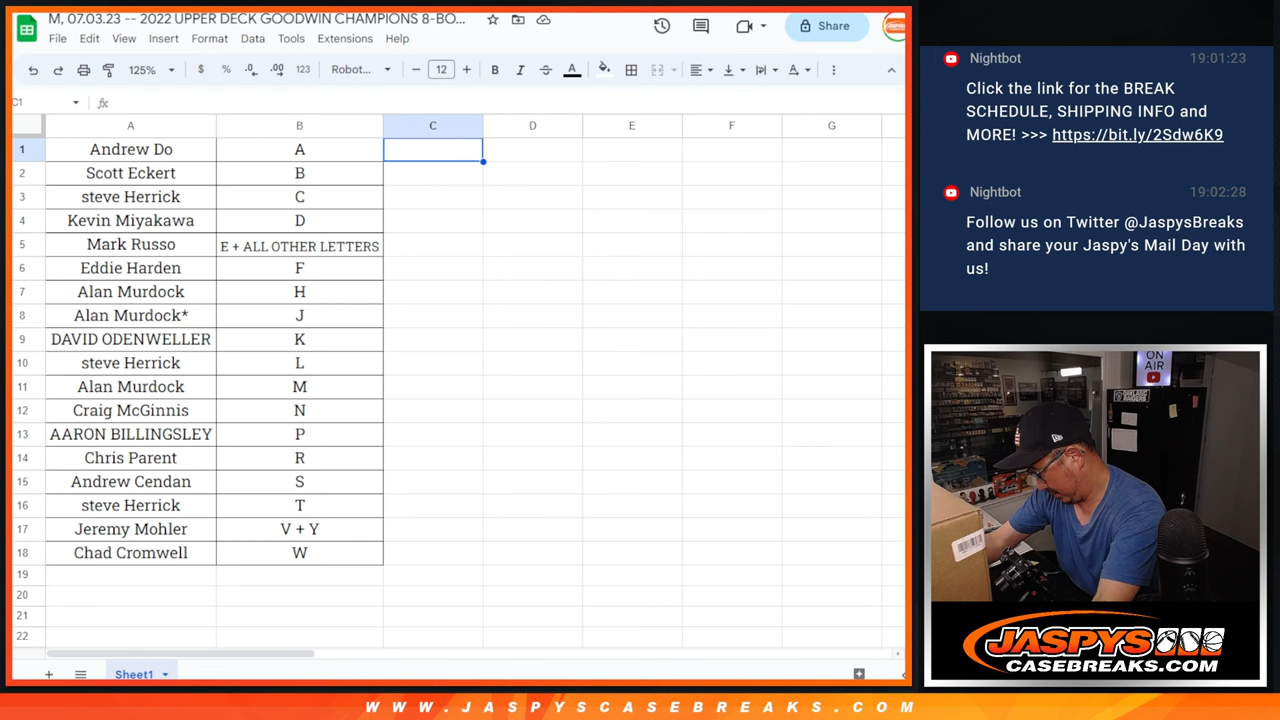 M, 07.03.23 -- 2022 UPPER DECK GOODWIN CHAMPIONS 8-BO...
File Edit View Insert Format Data Tools Extensions Help
Share
125% $ % .0 .00 123 Robot... 12 B I A
C1 fx
A B C D E F G
1 Andrew Do A
2 Scott Eckert B
3 steve Herrick C
4 Kevin Miyakawa D
5 Mark Russo E + ALL OTHER LETTERS
6 Eddie Harden F
7 Alan Murdock H
8 Alan Murdock* J
9 DAVID ODENWELLER K
10 steve Herrick L
11 Alan Murdock M
12 Craig McGinnis N
13 AARON BILLINGSLEY P
14 Chris Parent R
15 Andrew Cendan S
16 steve Herrick T
17 Jeremy Mohler V + Y
18 Chad Cromwell W
19
20
21
22
Sheet1
Nightbot 19:01:23
Click the link for the BREAK
SCHEDULE, SHIPPING INFO and
MORE! >>> https://bit.ly/2Sdw6K9
Nightbot 19:02:28
Follow us on Twitter @JaspysBreaks
and share your Jaspy's Mail Day with
us!
ON
AIR
JASPYS
CASEBREAKS.COM
WWW.JASPYSCASEBREAKS.COM